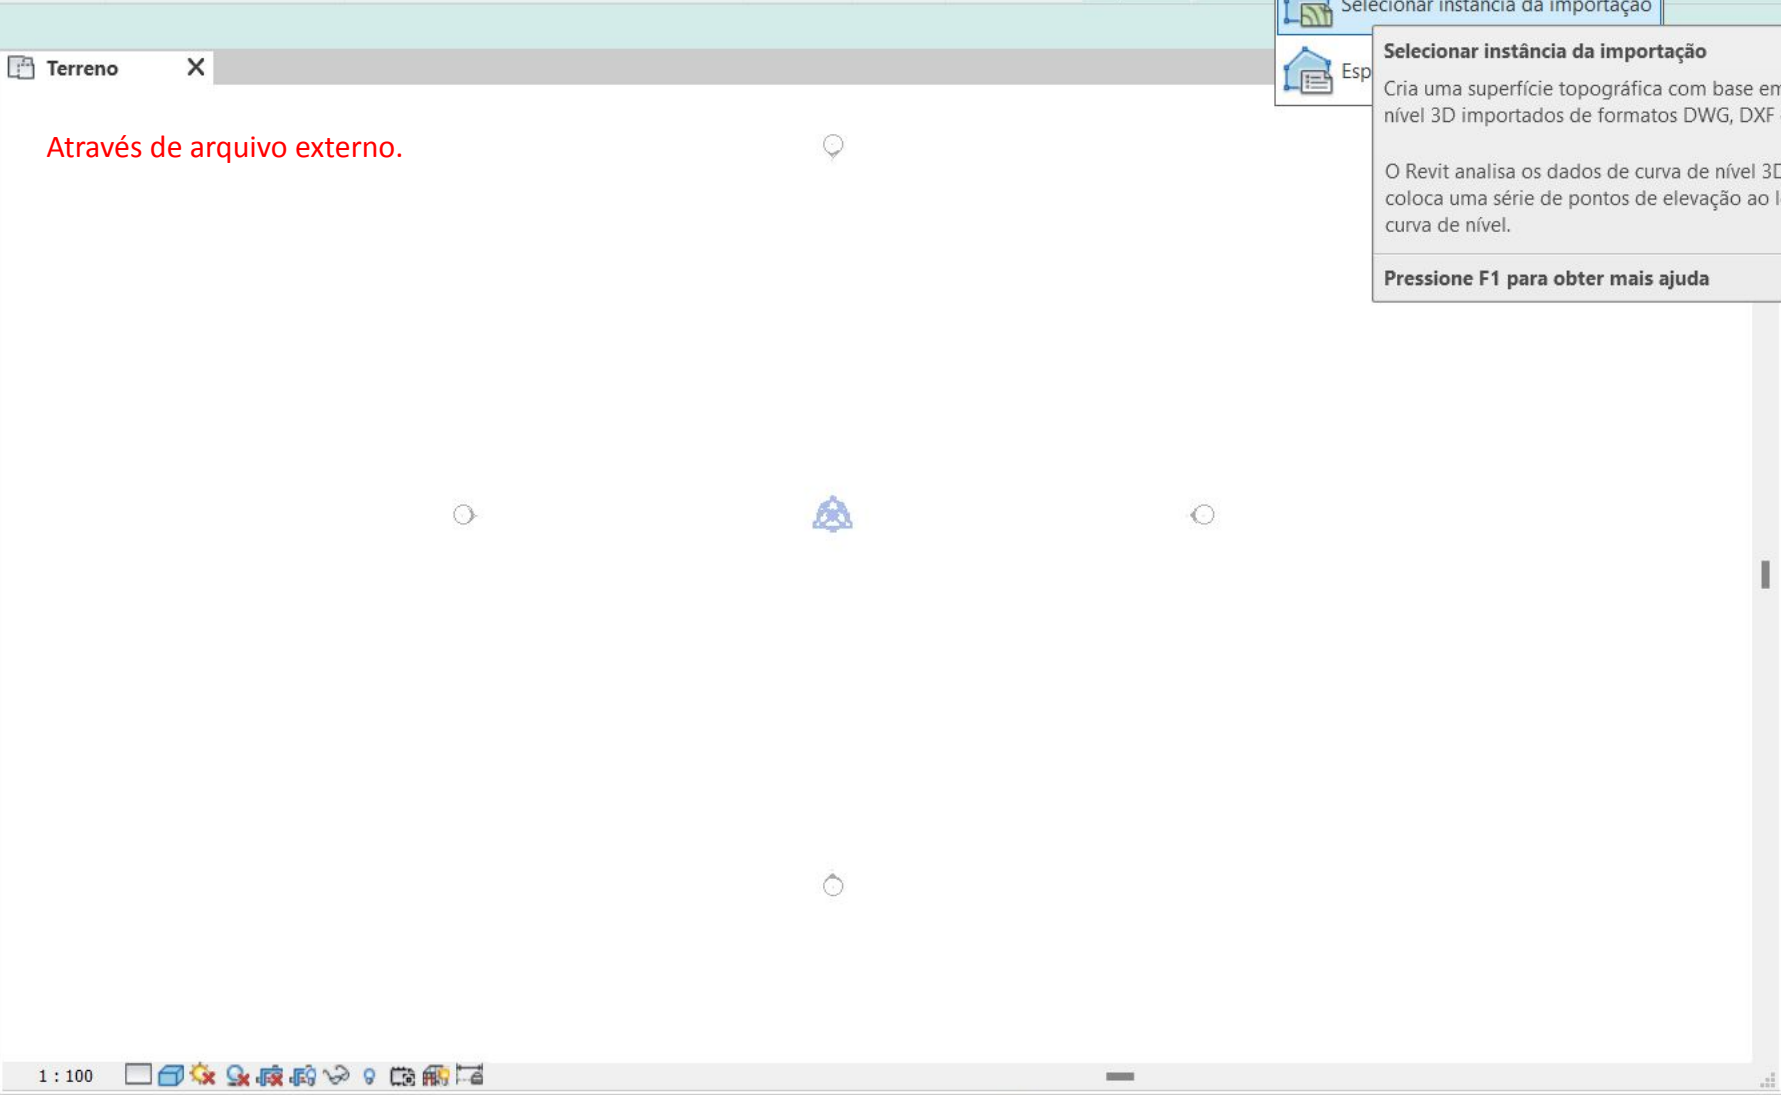 Selecionar instância da importação
Terreno
Esp
Selecionar instância da importação
Cria uma superfície topográfica com base em
nível 3D importados de formatos DWG, DXF
Através de arquivo externo.
O Revit analisa os dados de curva de nível 3D
coloca uma série de pontos de elevação ao
curva de nível.
Pressione F1 para obter mais ajuda
1 : 100